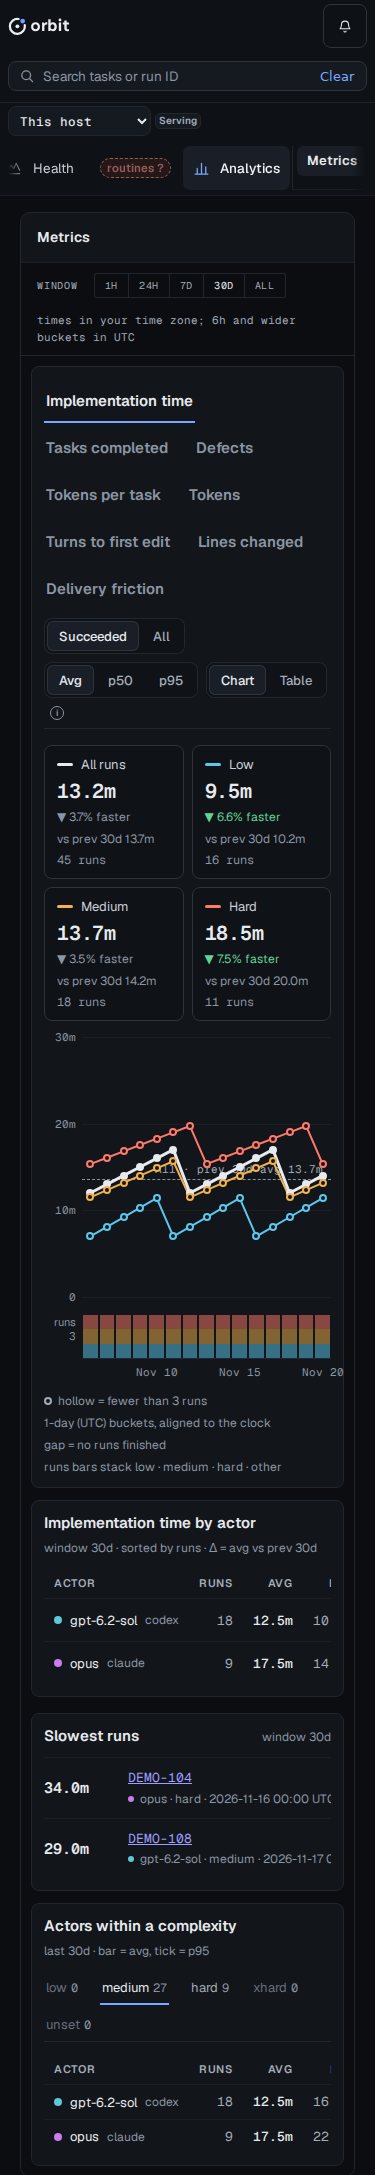 orbit
Search tasks or run ID
Clear
This host
Serving
Health
routines ?
Analytics
Metrics
Metrics
WINDOW 1H 24H 7D 30D ALL
times in your time zone; 6h and wider
buckets in UTC
Implementation time
Tasks completed Defects
Tokens per task Tokens
Turns to first edit Lines changed
Delivery friction
Succeeded All
Avg p50 p95 Chart Table
All runs
13.2m
▼ 3.7% faster
vs prev 30d 13.7m
45 runs
Low
9.5m
▼ 6.6% faster
vs prev 30d 10.2m
16 runs
Medium
13.7m
▼ 3.5% faster
vs prev 30d 14.2m
18 runs
Hard
18.5m
▼ 7.5% faster
vs prev 30d 20.0m
11 runs
30m
20m
prev 30d avg 13.7m
10m
0
runs
3
Nov 10 Nov 15 Nov 20
hollow = fewer than 3 runs
1-day (UTC) buckets, aligned to the clock
gap = no runs finished
runs bars stack low · medium · hard · other
Implementation time by actor
window 30d · sorted by runs · Δ = avg vs prev 30d
ACTOR RUNS AVG
gpt-6.2-sol codex 18 12.5m 10
opus claude 9 17.5m 14
Slowest runs window 30d
34.0m DEMO-104
opus · hard · 2026-11-16 00:00 UTC
29.0m DEMO-108
gpt-6.2-sol · medium · 2026-11-17
Actors within a complexity
last 30d · bar = avg, tick = p95
low 0 medium 27 hard 9 xhard 0
unset 0
ACTOR RUNS AVG
gpt-6.2-sol codex 18 12.5m 16
opus claude 9 17.5m 22